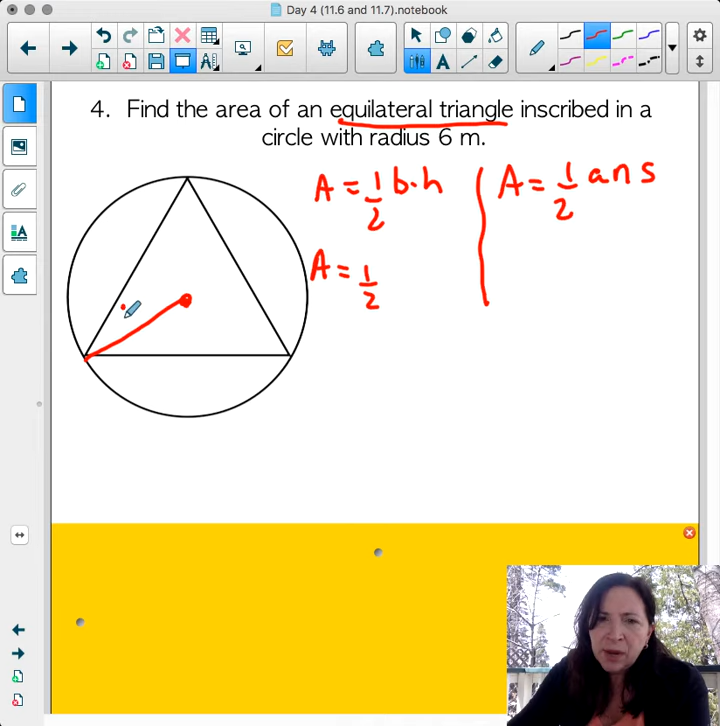 Day 4 (11.6 and 11.7).notebook
4. Find the area of an equilateral triangle inscribed in a
circle with radius 6 m.
A = 1/2 b·h
A = 1/2 a n s
A = 1/2